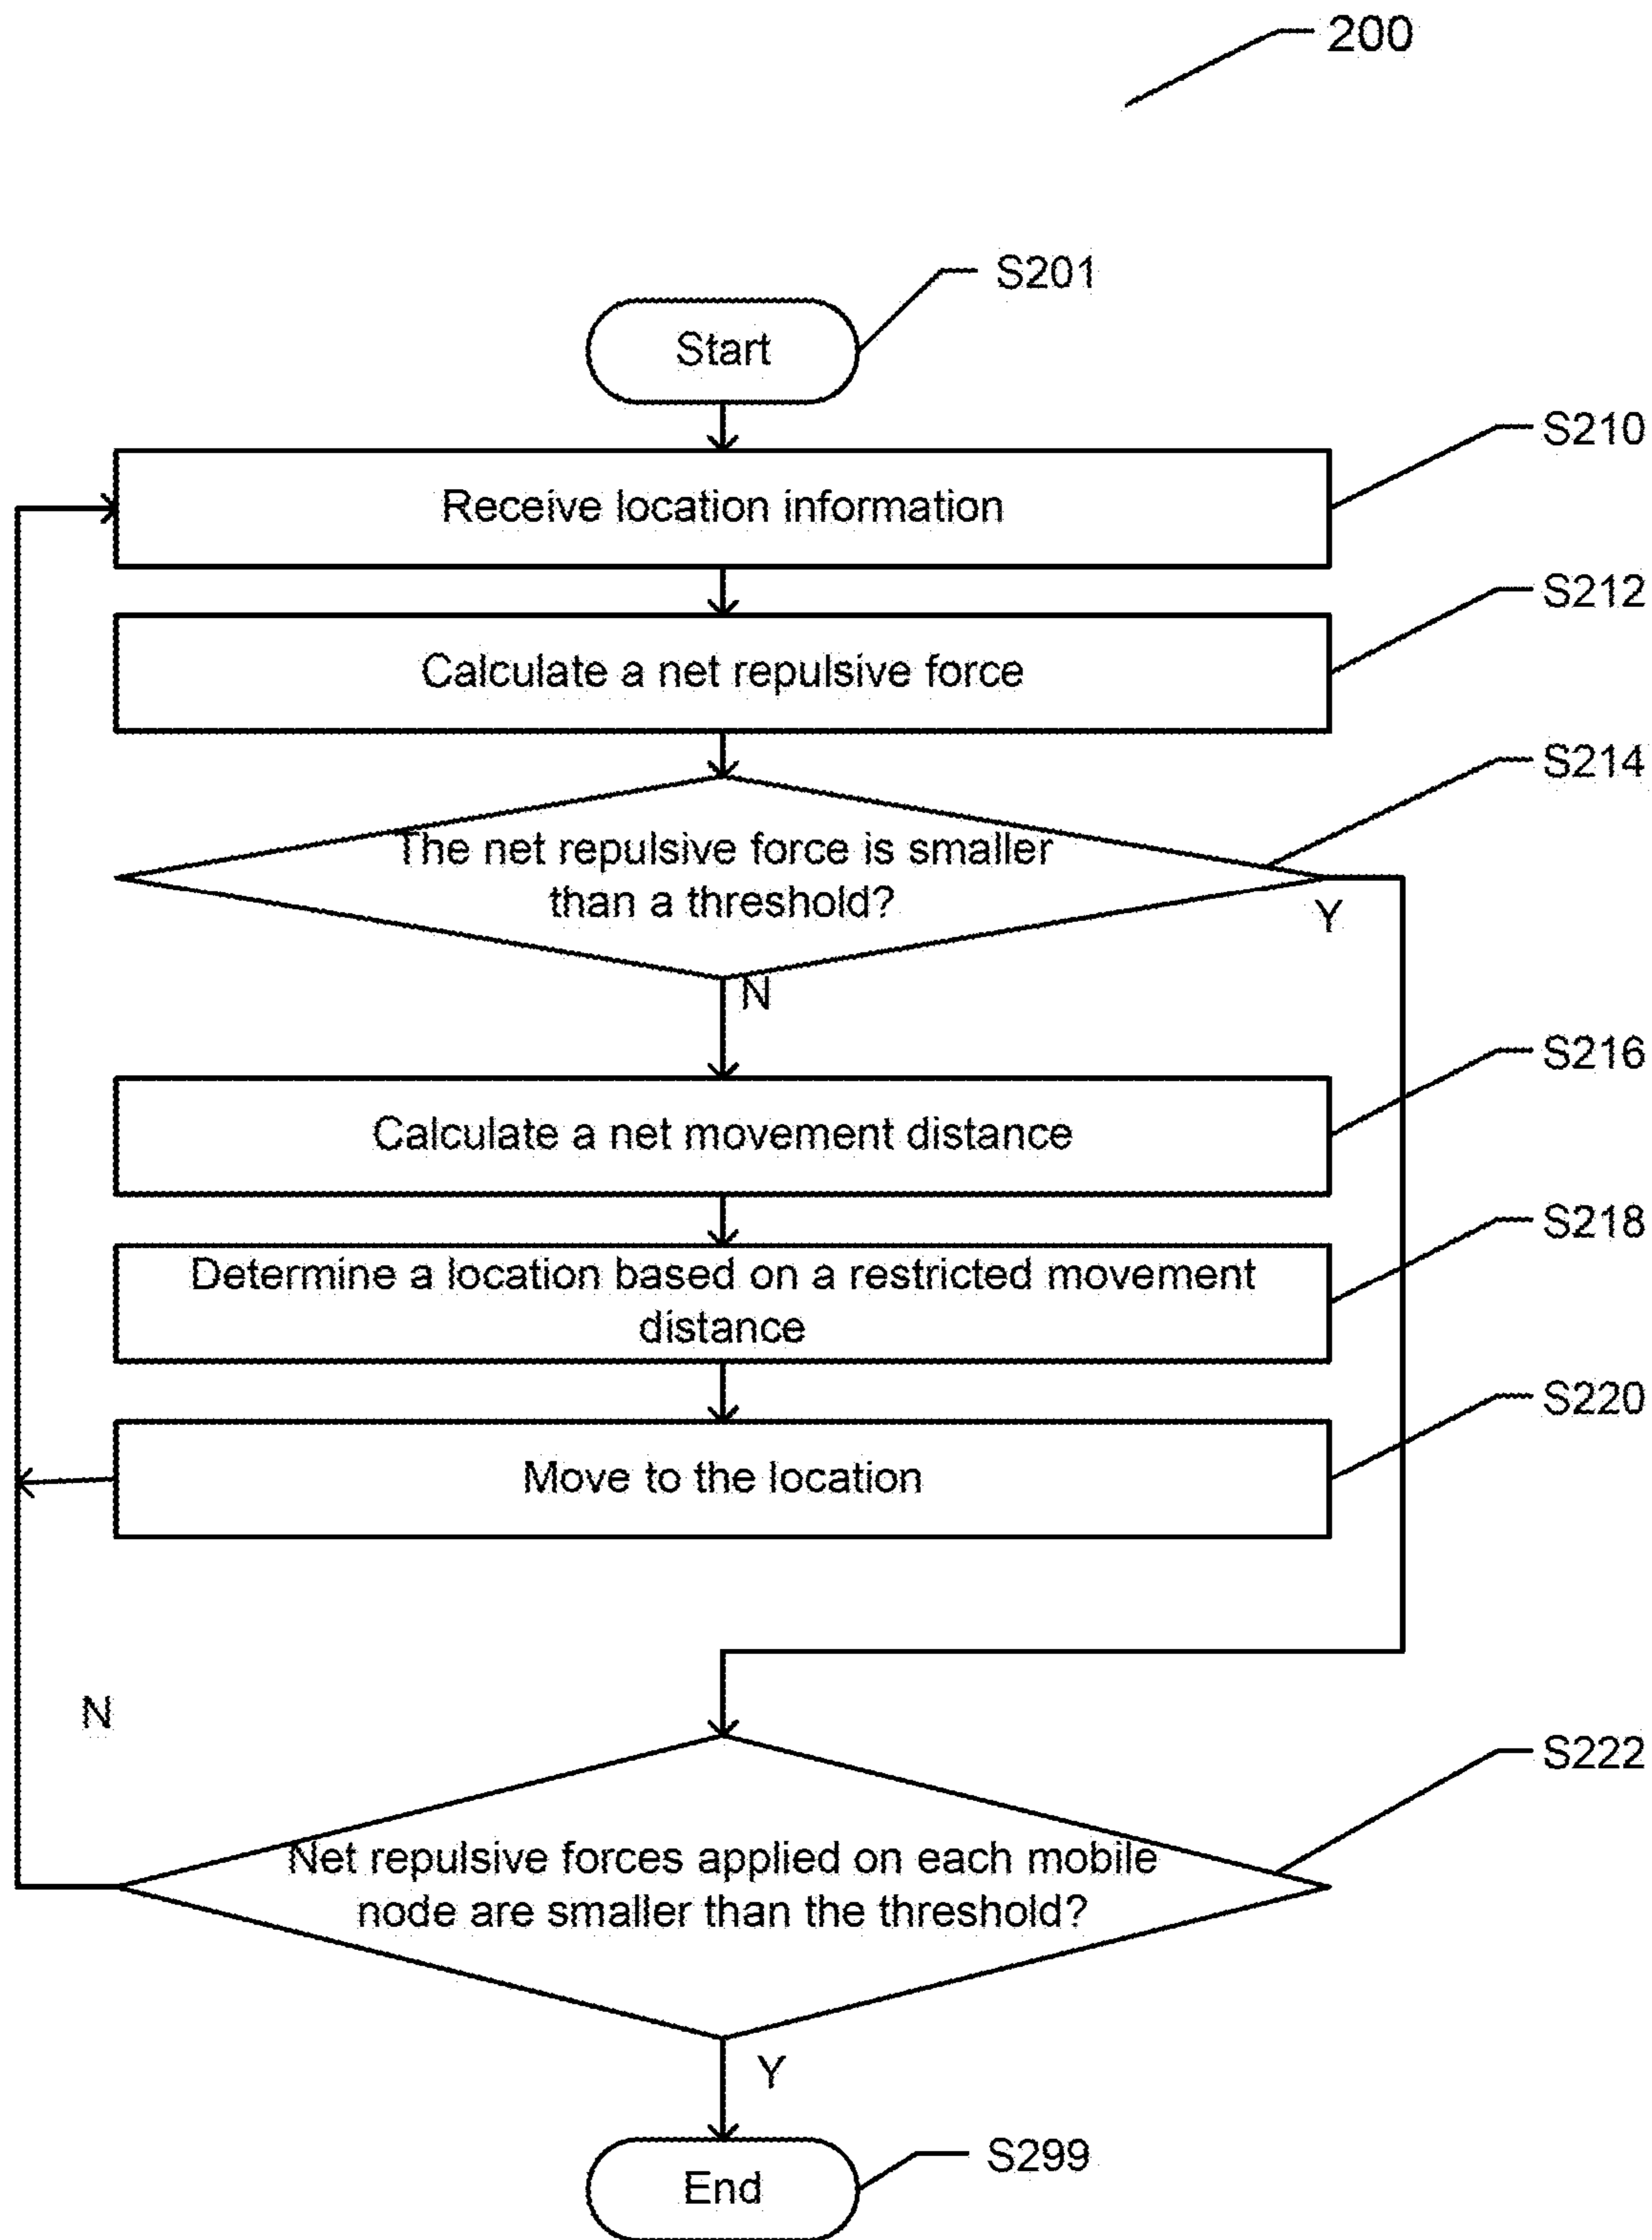 200
S201
Start
S210
Receive location information
S212
Calculate a net repulsive force
S214
The net repulsive force is smaller
than a threshold?
Y
N
S216
Calculate a net movement distance
S218
Determine a location based on a restricted movement
distance
S220
Move to the location
N
S222
Net repulsive forces applied on each mobile
node are smaller than the threshold?
Y
S299
End